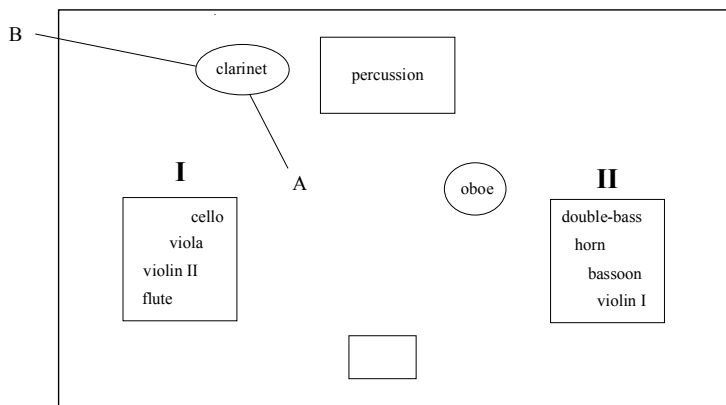 B
clarinet
percussion
I
A
oboe
II
cello
viola
violin II
flute
double-bass
horn
bassoon
violin I